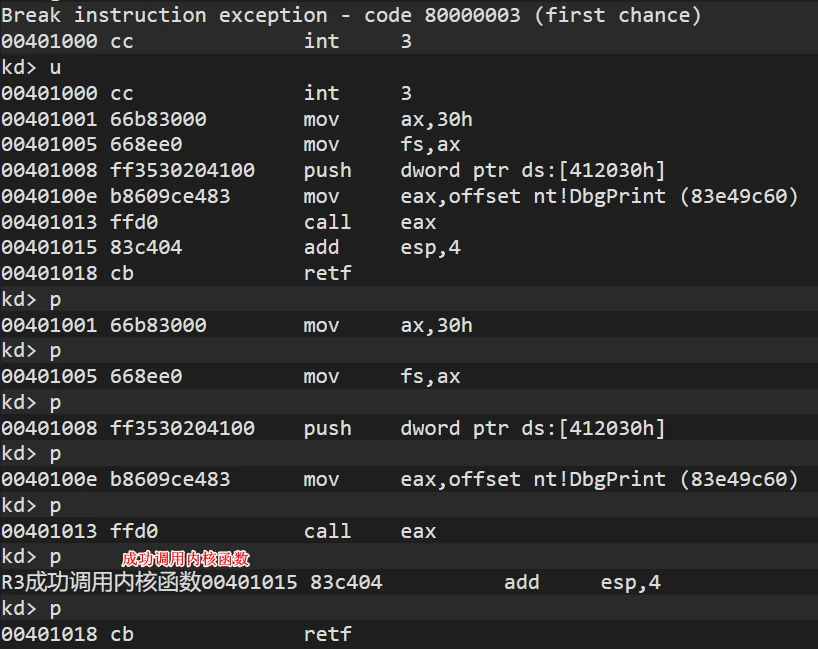 Break instruction exception - code 80000003 (first chance)
00401000 cc              int     3
kd> u
00401000 cc              int     3
00401001 66b83000        mov     ax,30h
00401005 668ee0          mov     fs,ax
00401008 ff3530204100    push    dword ptr ds:[412030h]
0040100e b8609ce483      mov     eax,offset nt!DbgPrint (83e49c60)
00401013 ffd0            call    eax
00401015 83c404          add     esp,4
00401018 cb              retf
kd> p
00401001 66b83000        mov     ax,30h
kd> p
00401005 668ee0          mov     fs,ax
kd> p
00401008 ff3530204100    push    dword ptr ds:[412030h]
kd> p
0040100e b8609ce483      mov     eax,offset nt!DbgPrint (83e49c60)
kd> p
00401013 ffd0            call    eax
kd> p     成功调用内核函数
R3成功调用内核函数00401015 83c404          add     esp,4
kd> p
00401018 cb              retf